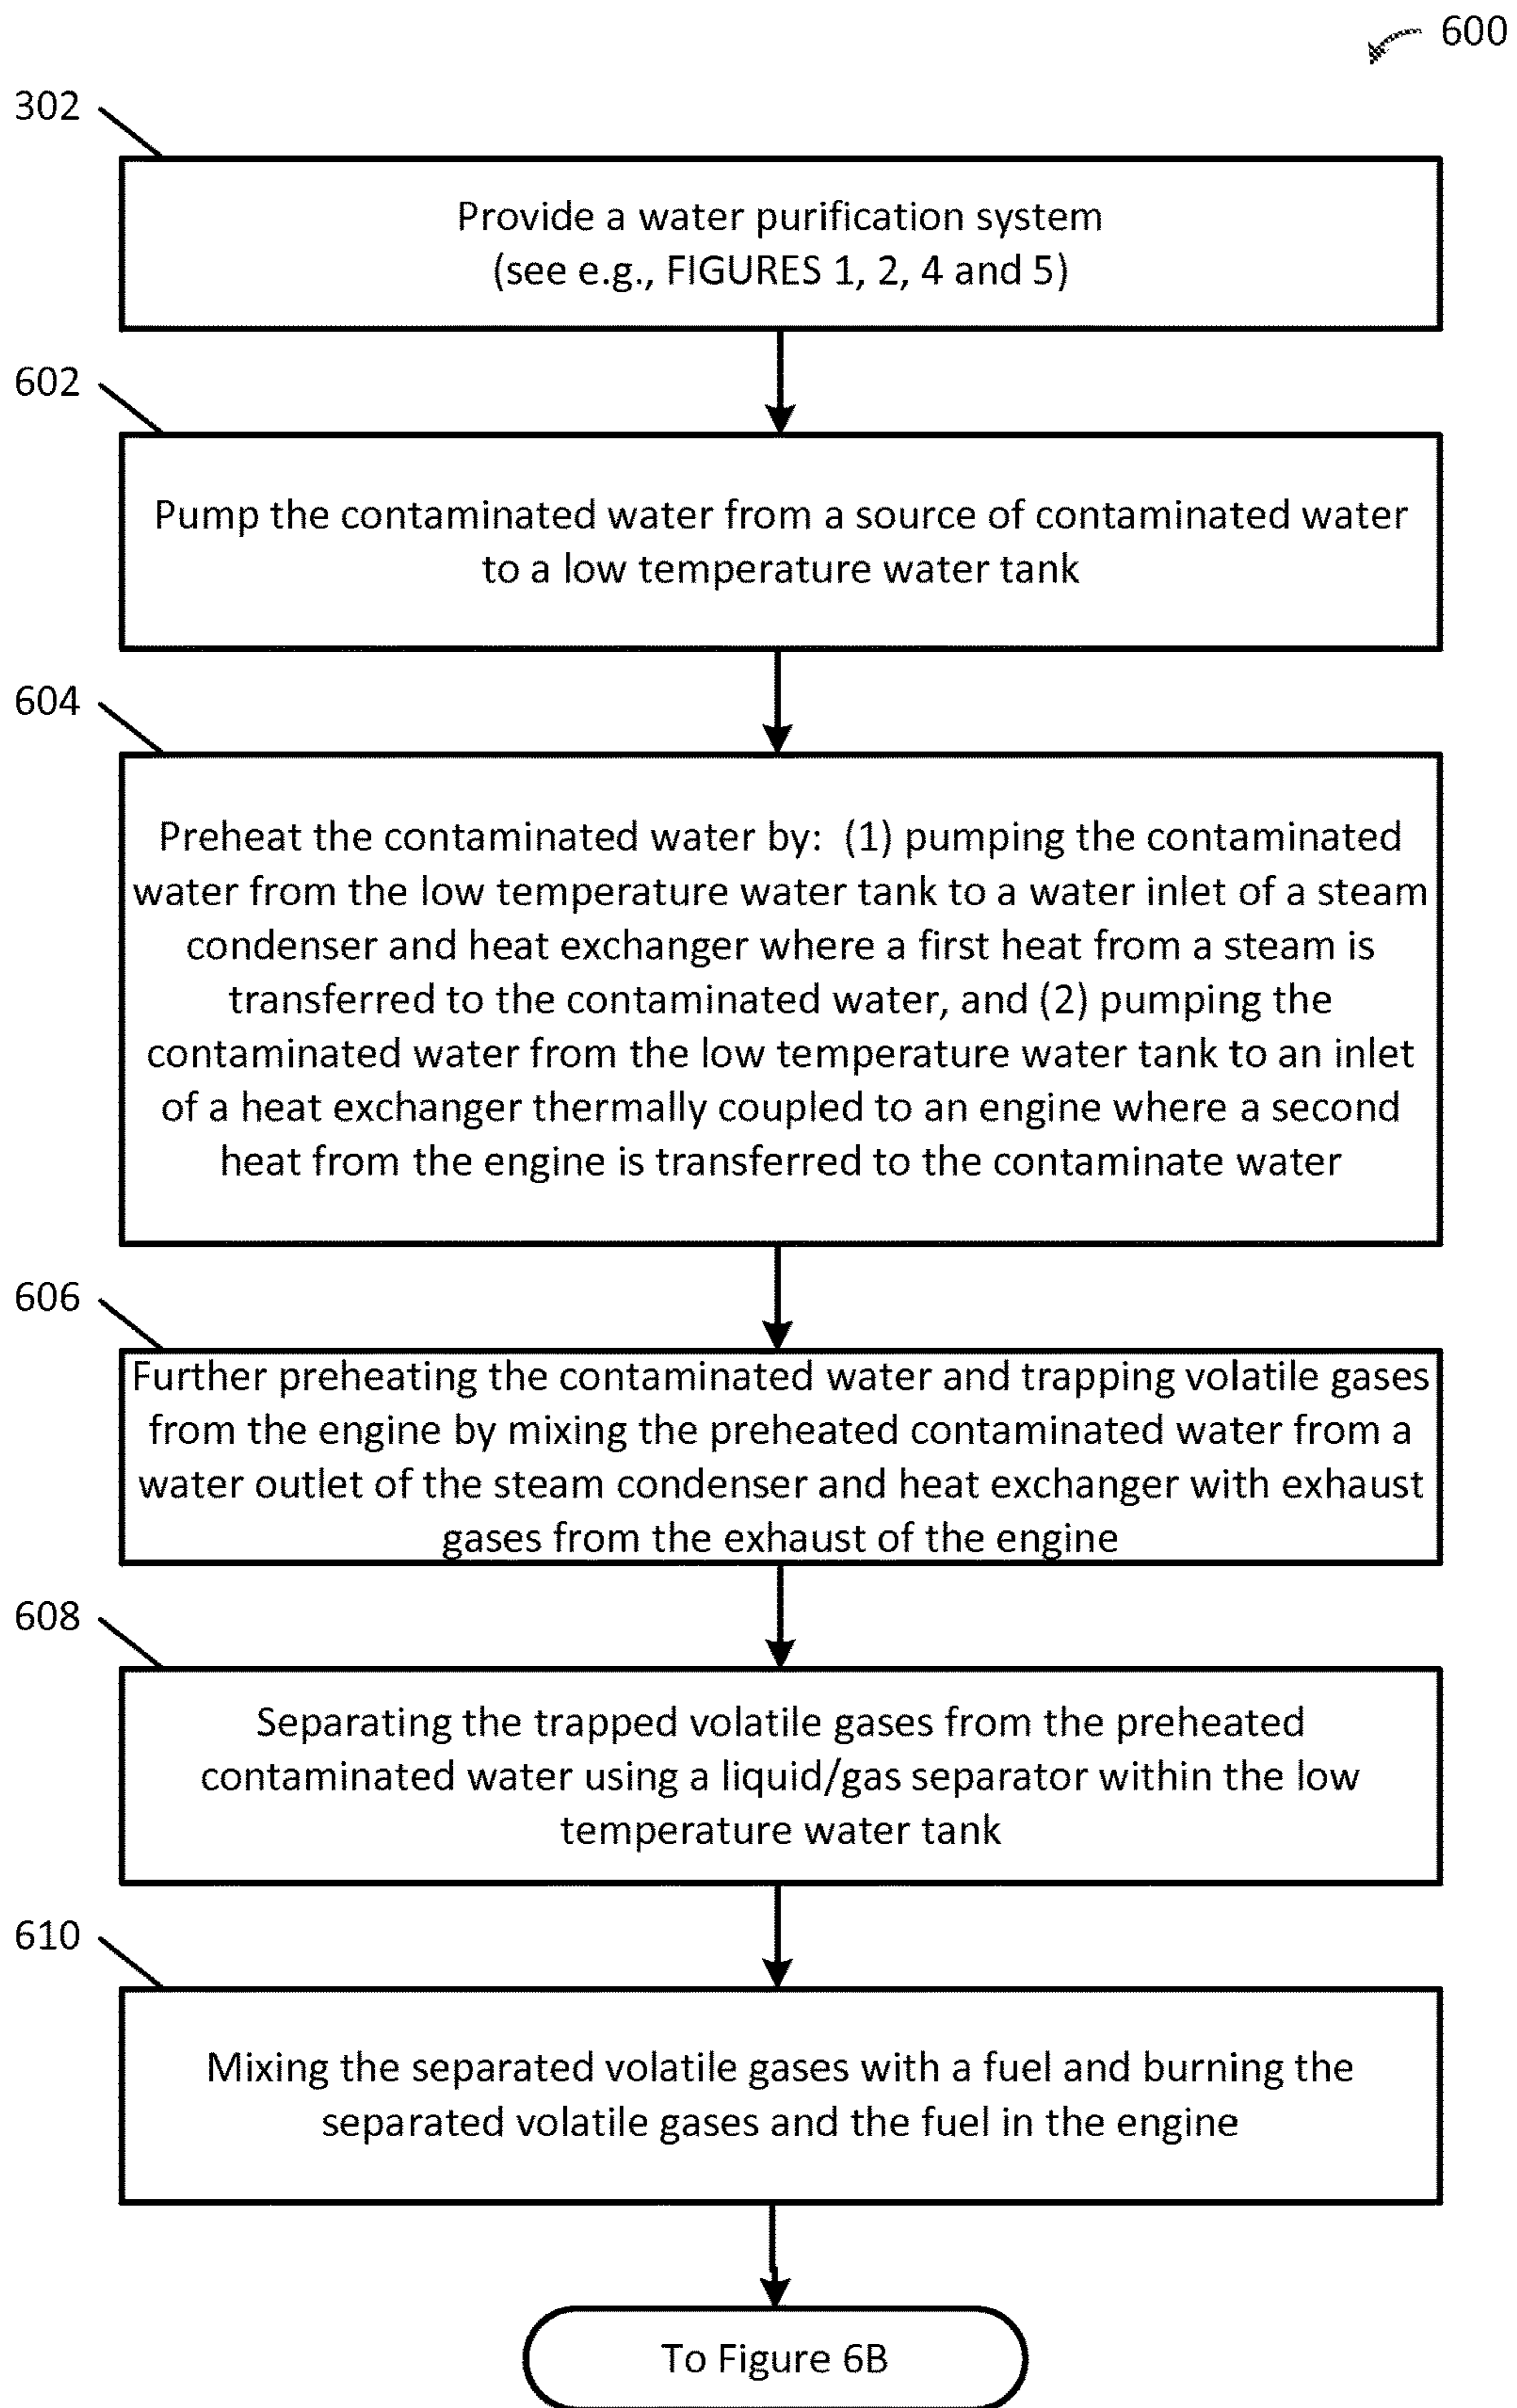 600
302
Provide a water purification system
(see e.g., FIGURES 1, 2, 4 and 5)
602
Pump the contaminated water from a source of contaminated water
to a low temperature water tank
604
Preheat the contaminated water by:  (1) pumping the contaminated
water from the low temperature water tank to a water inlet of a steam
condenser and heat exchanger where a first heat from a steam is
transferred to the contaminated water, and (2) pumping the
contaminated water from the low temperature water tank to an inlet
of a heat exchanger thermally coupled to an engine where a second
heat from the engine is transferred to the contaminate water
606
Further preheating the contaminated water and trapping volatile gases
from the engine by mixing the preheated contaminated water from a
water outlet of the steam condenser and heat exchanger with exhaust
gases from the exhaust of the engine
608
Separating the trapped volatile gases from the preheated
contaminated water using a liquid/gas separator within the low
temperature water tank
610
Mixing the separated volatile gases with a fuel and burning the
separated volatile gases and the fuel in the engine
To Figure 6B